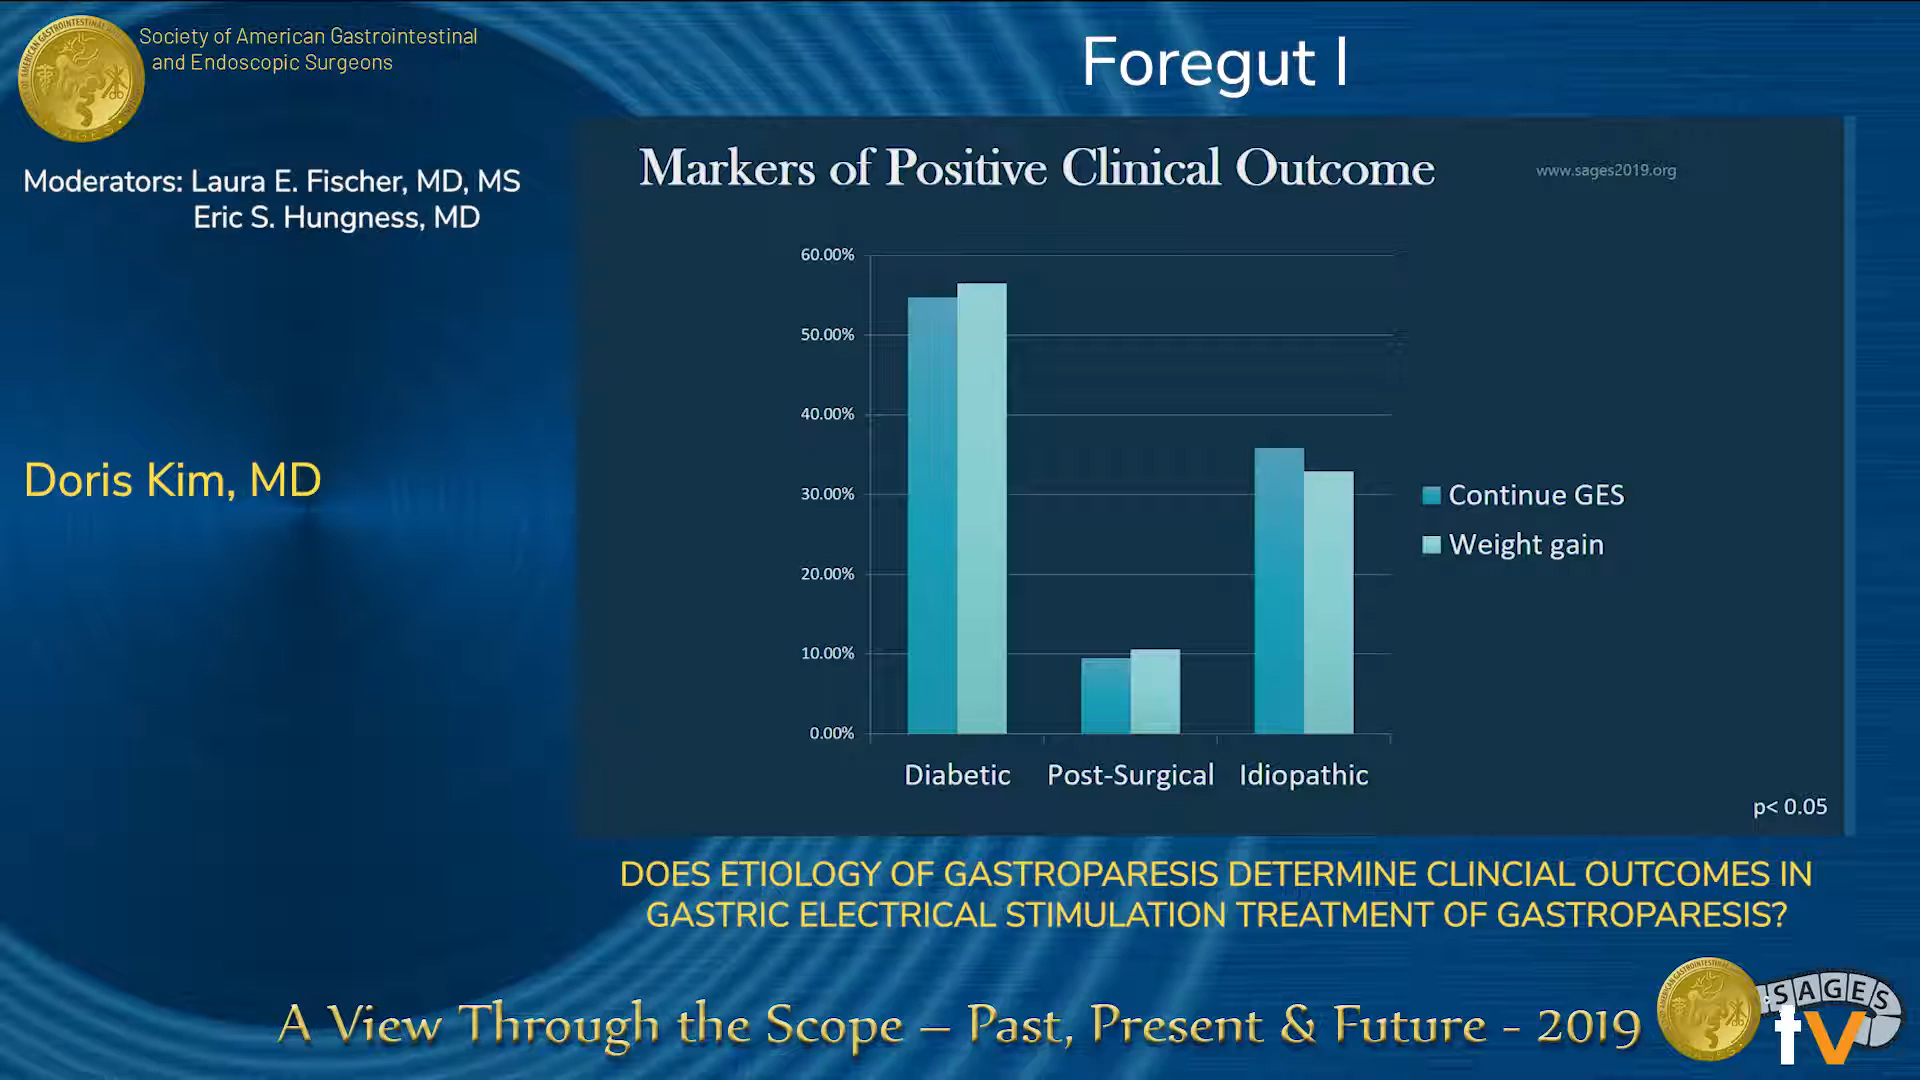 Society of American Gastrointestinal
and Endoscopic Surgeons
Foregut I
Moderators: Laura E. Fischer, MD, MS
Eric S. Hungness, MD
Doris Kim, MD
Markers of Positive Clinical Outcome
www.sages2019.org
60.00%
50.00%
40.00%
30.00%
20.00%
10.00%
0.00%
Diabetic
Post-Surgical
Idiopathic
Continue GES
Weight gain
p< 0.05
DOES ETIOLOGY OF GASTROPARESIS DETERMINE CLINCIAL OUTCOMES IN
GASTRIC ELECTRICAL STIMULATION TREATMENT OF GASTROPARESIS?
A View Through the Scope – Past, Present & Future - 2019
SAGES
tv